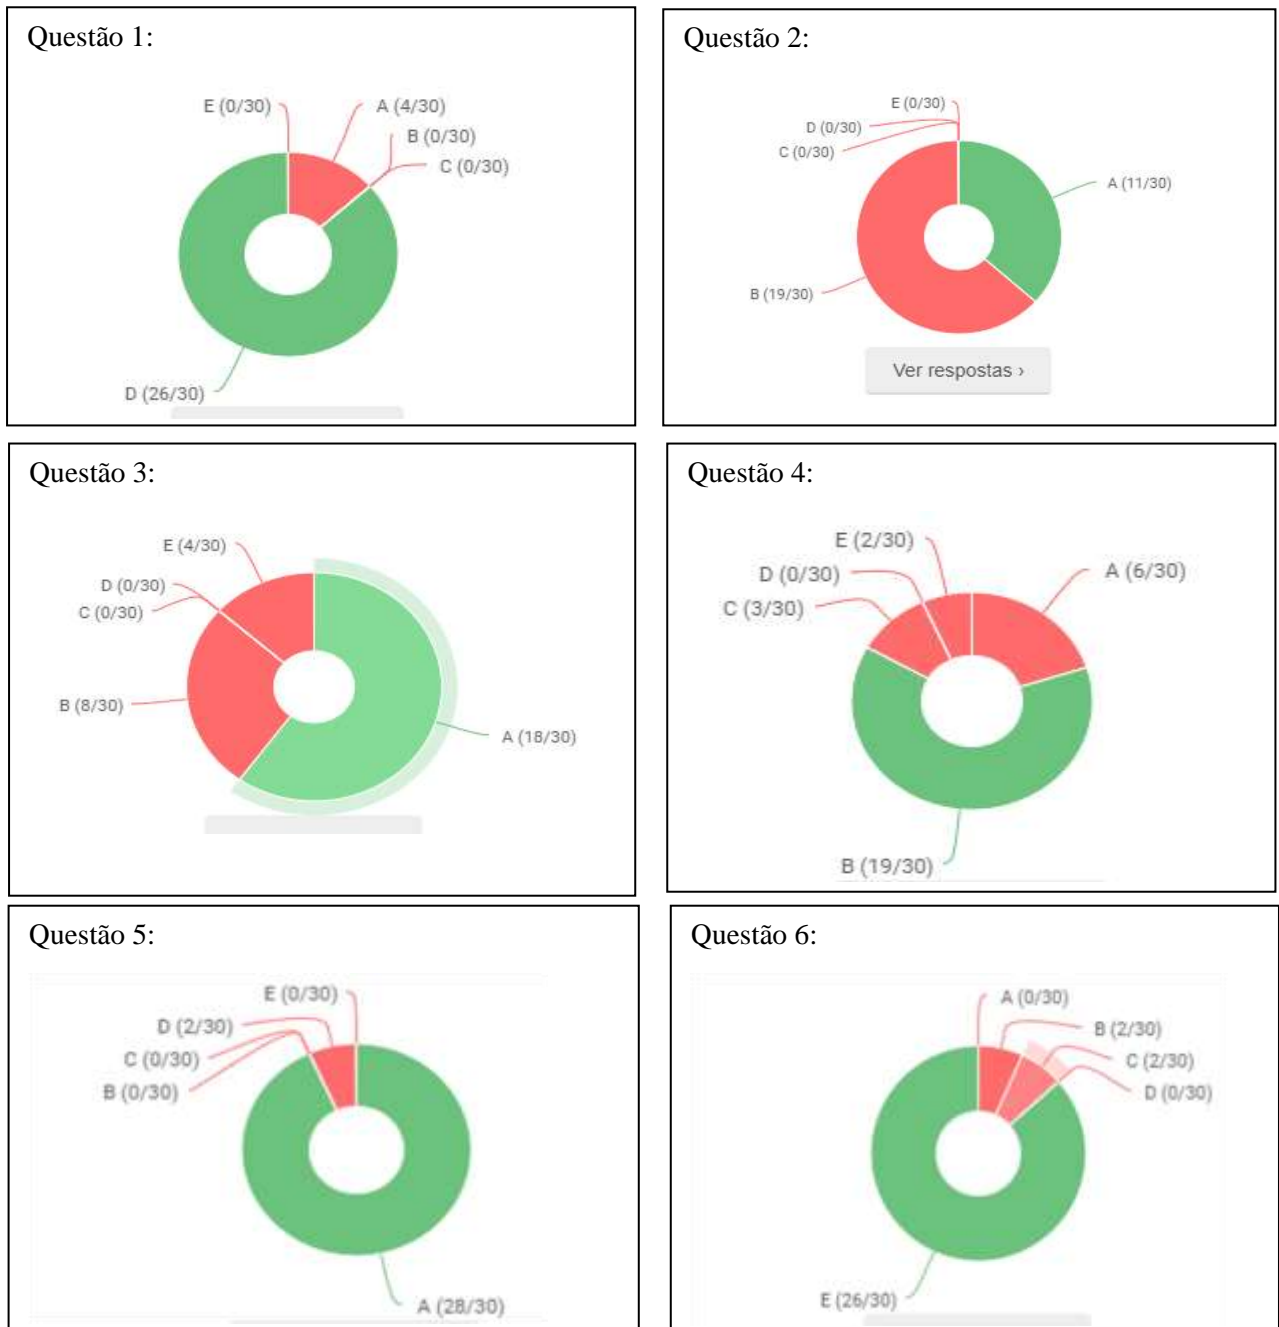 Questão 1:
E (0/30)
A (4/30)
B (0/30)
C (0/30)
D (26/30)
Questão 2:
E (0/30)
D (0/30)
C (0/30)
A (11/30)
B (19/30)
Ver respostas ›
Questão 3:
E (4/30)
D (0/30)
C (0/30)
B (8/30)
A (18/30)
Questão 4:
E (2/30)
A (6/30)
D (0/30)
C (3/30)
B (19/30)
Questão 5:
E (0/30)
D (2/30)
C (0/30)
B (0/30)
A (28/30)
Questão 6:
A (0/30)
B (2/30)
C (2/30)
D (0/30)
E (26/30)